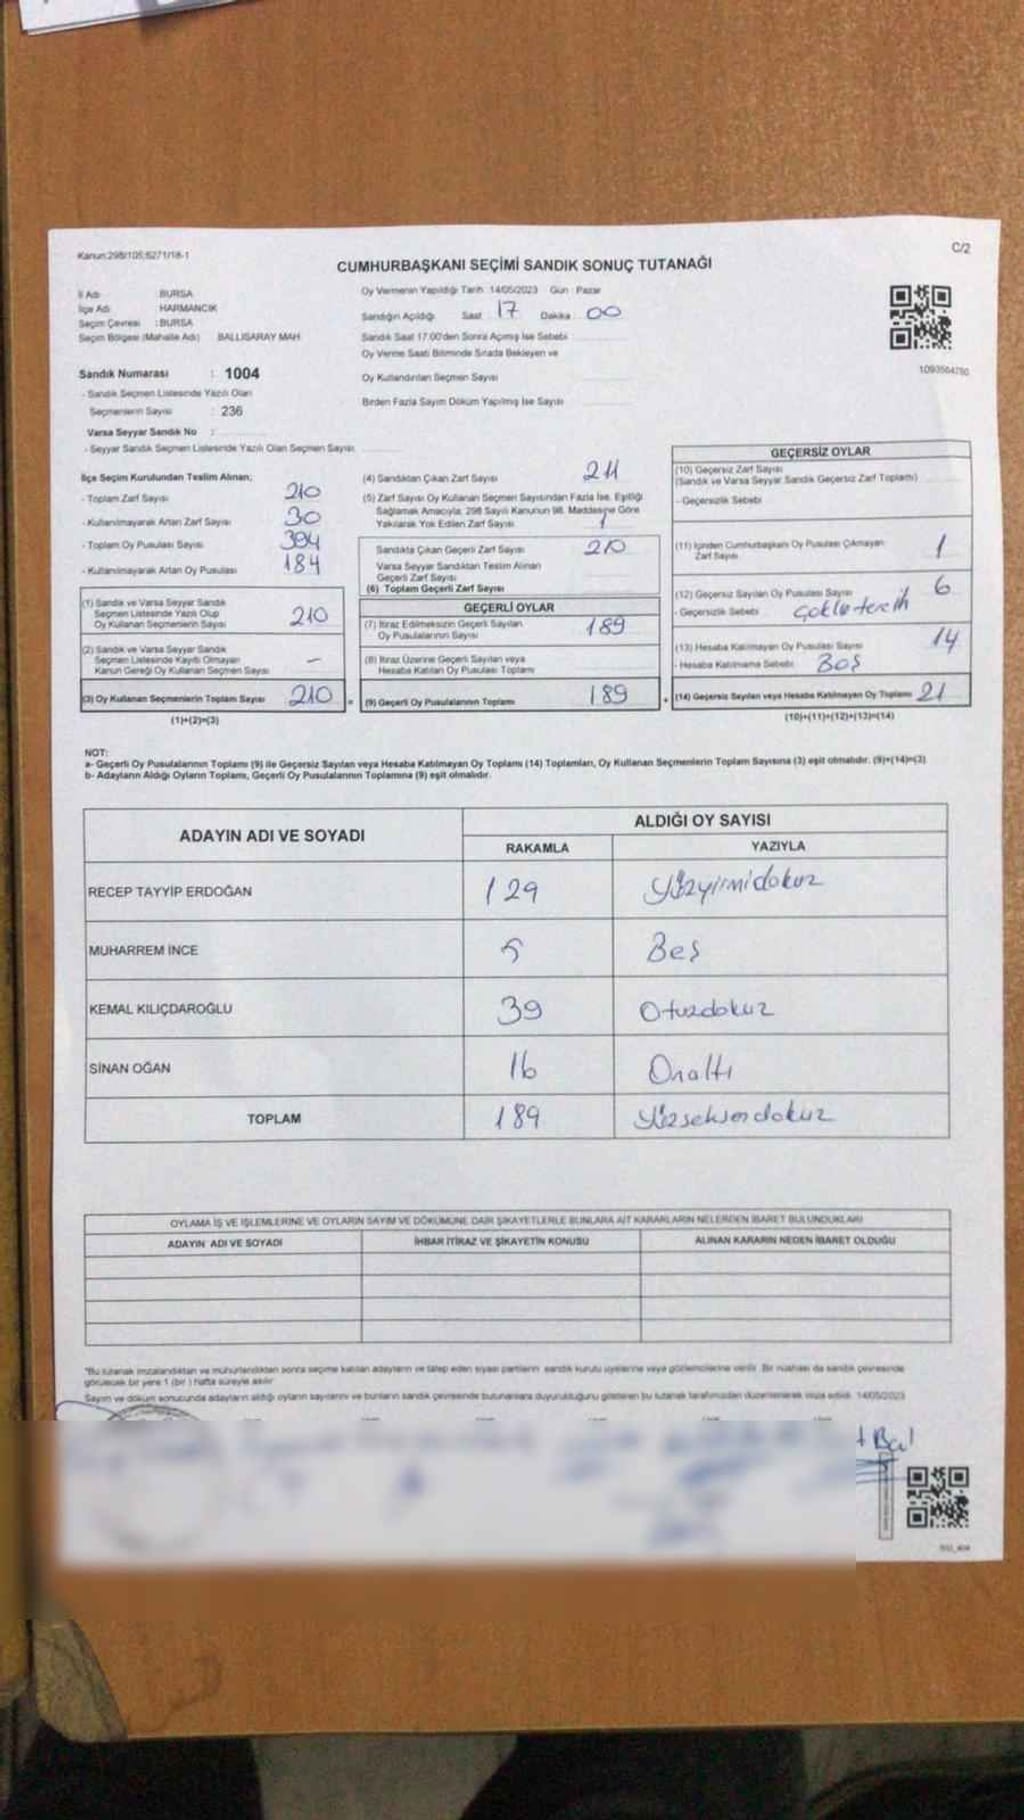 Kanun:298/105;6271/18-1
C/2
CUMHURBAŞKANI SEÇİMİ SANDIK SONUÇ TUTANAĞI
İl Adı BURSA
İlçe Adı HARMANCIK
Seçim Çevresi : BURSA
Seçim Bölgesi (Mahalle Adı) BALLISARAY MAH
Sandık Numarası : 1004
- Sandık Seçmen Listesinde Yazılı Olan
Seçmenlerin Sayısı : 236
Varsa Seyyar Sandık No :
- Seyyar Sandık Seçmen Listesinde Yazılı Olan Seçmen Sayısı
Oy Vermenin Yapıldığı Tarih 14/05/2023 Gün : Pazar
Sandığın Açıldığı Saat 17 Dakika 00
Sandık Saat 17:00'den Sonra Açılmış İse Sebebi
Oy Verme Saati Bitiminde Sırada Bekleyen ve
Oy Kullandırılan Seçmen Sayısı
Birden Fazla Sayım Döküm Yapılmış İse Sayısı
1093504780
İlçe Seçim Kurulundan Teslim Alınan;
- Toplam Zarf Sayısı 210
- Kullanılmayarak Artan Zarf Sayısı 30
- Toplam Oy Pusulası Sayısı 394
- Kullanılmayarak Artan Oy Pusulası 184
(1) Sandık ve Varsa Seyyar Sandık
Seçmen Listesinde Yazılı Olup
Oy Kullanan Seçmenlerin Sayısı 210
(2) Sandık ve Varsa Seyyar Sandık
Seçmen Listesinde Kayıtlı Olmayan
Kanun Gereği Oy Kullanan Seçmen Sayısı –
(3) Oy Kullanan Seçmenlerin Toplam Sayısı 210 =
(1)+(2)=(3)
(4) Sandıktan Çıkan Zarf Sayısı 211
(5) Zarf Sayısı Oy Kullanan Seçmen Sayısından Fazla İse, Eşitliği
Sağlamak Amacıyla, 298 Sayılı Kanunun 98. Maddesine Göre
Yakılarak Yok Edilen Zarf Sayısı 1
Sandıkta Çıkan Geçerli Zarf Sayısı 210
Varsa Seyyar Sandıktan Teslim Alınan
Geçerli Zarf Sayısı
(6) Toplam Geçerli Zarf Sayısı
GEÇERLİ OYLAR
(7) İtiraz Edilmeksizin Geçerli Sayılan
Oy Pusulalarının Sayısı 189
(8) İtiraz Üzerine Geçerli Sayılan veya
Hesaba Katılan Oy Pusulası Toplamı
(9) Geçerli Oy Pusulalarının Toplamı 189 +
GEÇERSİZ OYLAR
(10) Geçersiz Zarf Sayısı
(Sandık ve Varsa Seyyar Sandık Geçersiz Zarf Toplamı)
- Geçersizlik Sebebi
(11) İçinden Cumhurbaşkanı Oy Pusulası Çıkmayan
Zarf Sayısı 1
(12) Geçersiz Sayılan Oy Pusulası Sayısı 6
- Geçersizlik Sebebi
(13) Hesaba Katılmayan Oy Pusulası Sayısı 14
- Hesaba Katılmama Sebebi Boş
(14) Geçersiz Sayılan veya Hesaba Katılmayan Oy Toplamı 21
(10)+(11)+(12)+(13)=(14)
NOT:
a- Geçerli Oy Pusulalarının Toplamı (9) ile Geçersiz Sayılan veya Hesaba Katılmayan Oy Toplamı (14) Toplamları, Oy Kullanan Seçmenlerin Toplam Sayısına (3) eşit olmalıdır. (9)+(14)=(3)
b- Adayların Aldığı Oyların Toplamı, Geçerli Oy Pusulalarının Toplamına (9) eşit olmalıdır.
ADAYIN ADI VE SOYADI
ALDIĞI OY SAYISI
RAKAMLA YAZIYLA
RECEP TAYYİP ERDOĞAN 129 Yüzyirmidokuz
MUHARREM İNCE 5 Beş
KEMAL KILIÇDAROĞLU 39 Otuzdokuz
SİNAN OĞAN 16 Onaltı
TOPLAM 189 Yüzseksendokuz
OYLAMA İŞ VE İŞLEMLERİNE VE OYLARIN SAYIM VE DÖKÜMÜNE DAİR ŞİKAYETLERLE BUNLARA AİT KARARLARIN NELERDEN İBARET BULUNDUKLARI
ADAYIN ADI VE SOYADI İHBAR İTİRAZ VE ŞİKAYETİN KONUSU ALINAN KARARIN NEDEN İBARET OLDUĞU
*Bu tutanak imzalandıktan ve mühürlendikten sonra seçime katılan adayların ve talep eden siyasi partilerin sandık kurulu üyelerine veya gözlemcilerine verilir. Bir nüshası da sandık çevresinde
görülecek bir yere 1 (bir) hafta süreyle asılır.
Sayım ve döküm sonucunda adayların aldığı oyların sayılarını ve bunların sandık çevresinde bulunanlara duyurulduğunu gösteren bu tutanak tarafımızdan düzenlenerek imza edildi. 14/05/2023
Bal